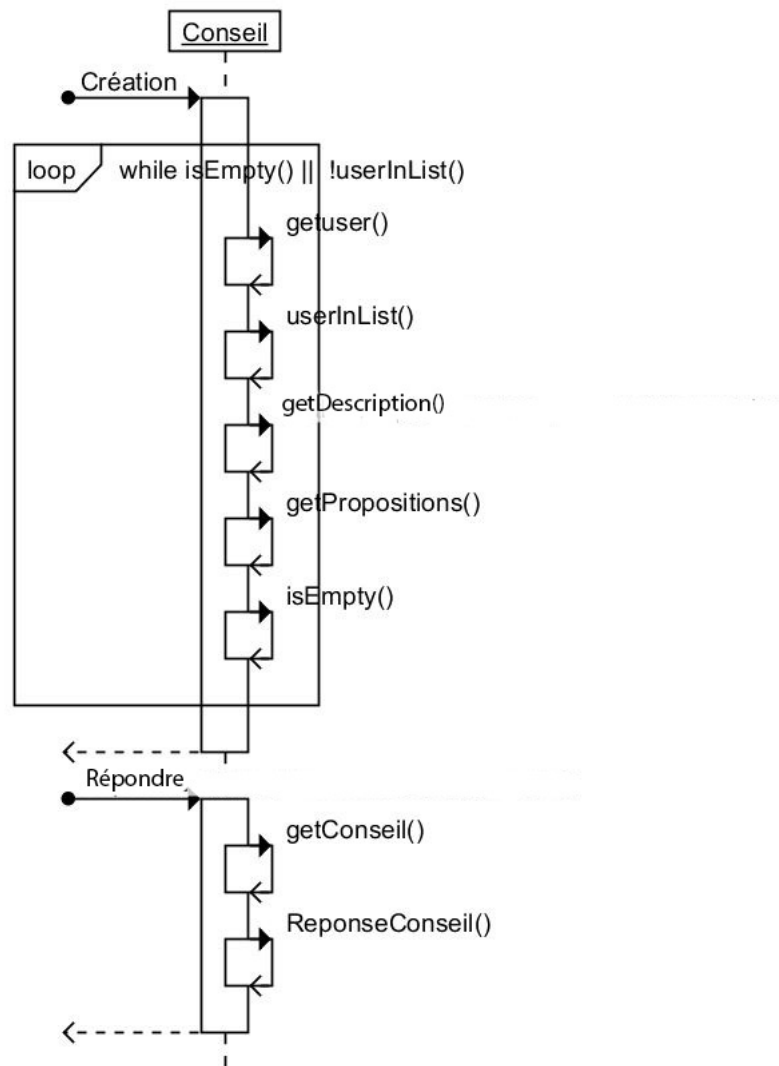 Conseil
Création
loop while isEmpty() || !userInList()
getuser()
userInList()
getDescription()
getPropositions()
isEmpty()
Répondre
getConseil()
ReponseConseil()